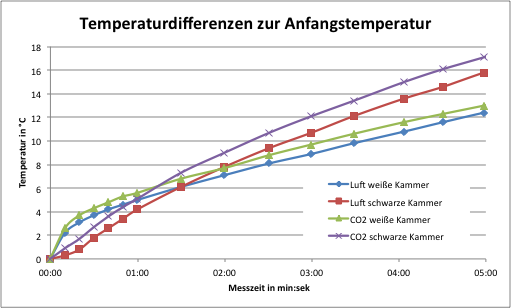 Temperaturdifferenzen zur Anfangstemperatur
18
16
14
12
10
8
6
4
2
0
Temperatur in °C
00:00 01:00 02:00 03:00 04:00 05:00
Messzeit in min:sek
Luft weiße Kammer
Luft schwarze Kammer
CO2 weiße Kammer
CO2 schwarze Kammer